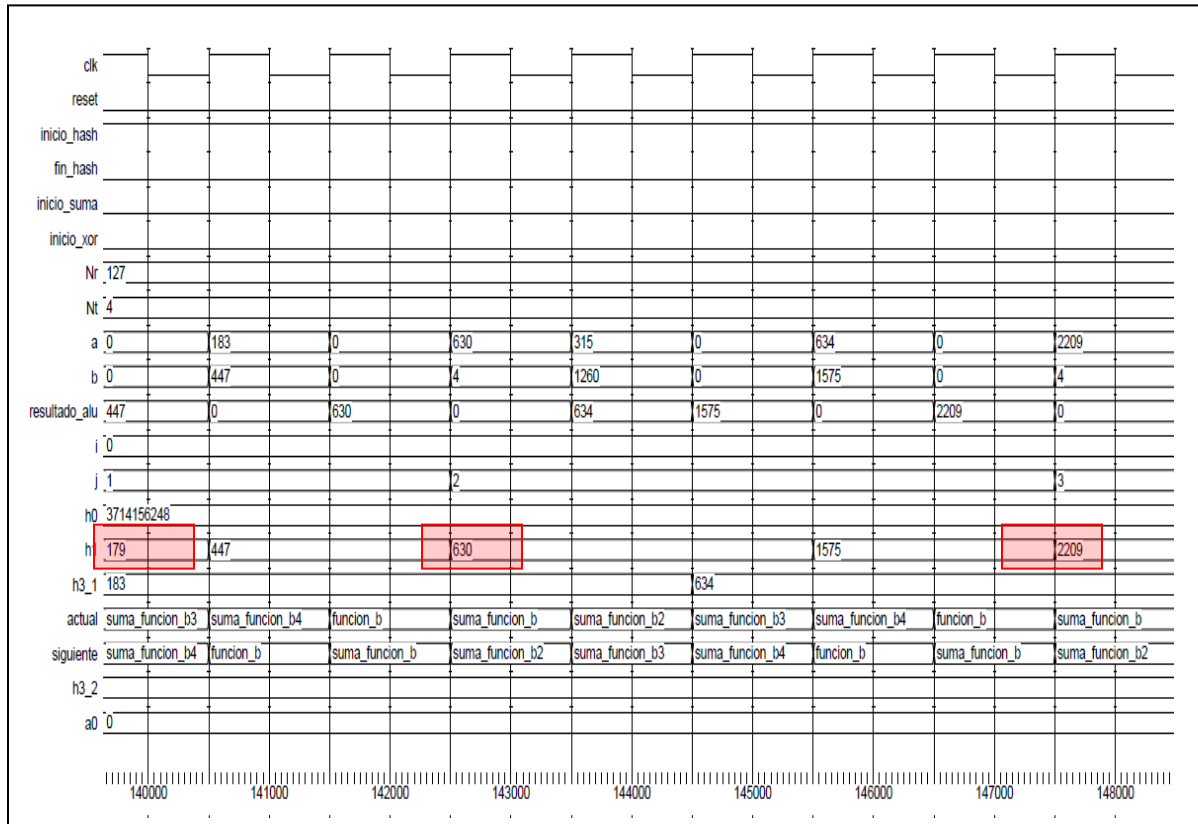 clk
reset
inicio_hash
fin_hash
inicio_suma
inicio_xor
Nr 127
Nt 4
a 0 183 0 630 315 0 634 0 2209
b 0 447 0 4 1260 0 1575 0 4
resultado_alu 447 0 630 0 634 1575 0 2209 0
i 0
j 1 2 3
h0 3714156248
h1 179 447 630 1575 2209
h3_1 183 634
actual suma_funcion_b3 suma_funcion_b4 funcion_b suma_funcion_b suma_funcion_b2 suma_funcion_b3 suma_funcion_b4 funcion_b suma_funcion_b
siguiente suma_funcion_b4 funcion_b suma_funcion_b suma_funcion_b2 suma_funcion_b3 suma_funcion_b4 funcion_b suma_funcion_b suma_funcion_b2
h3_2
a0 0
140000 141000 142000 143000 144000 145000 146000 147000 148000